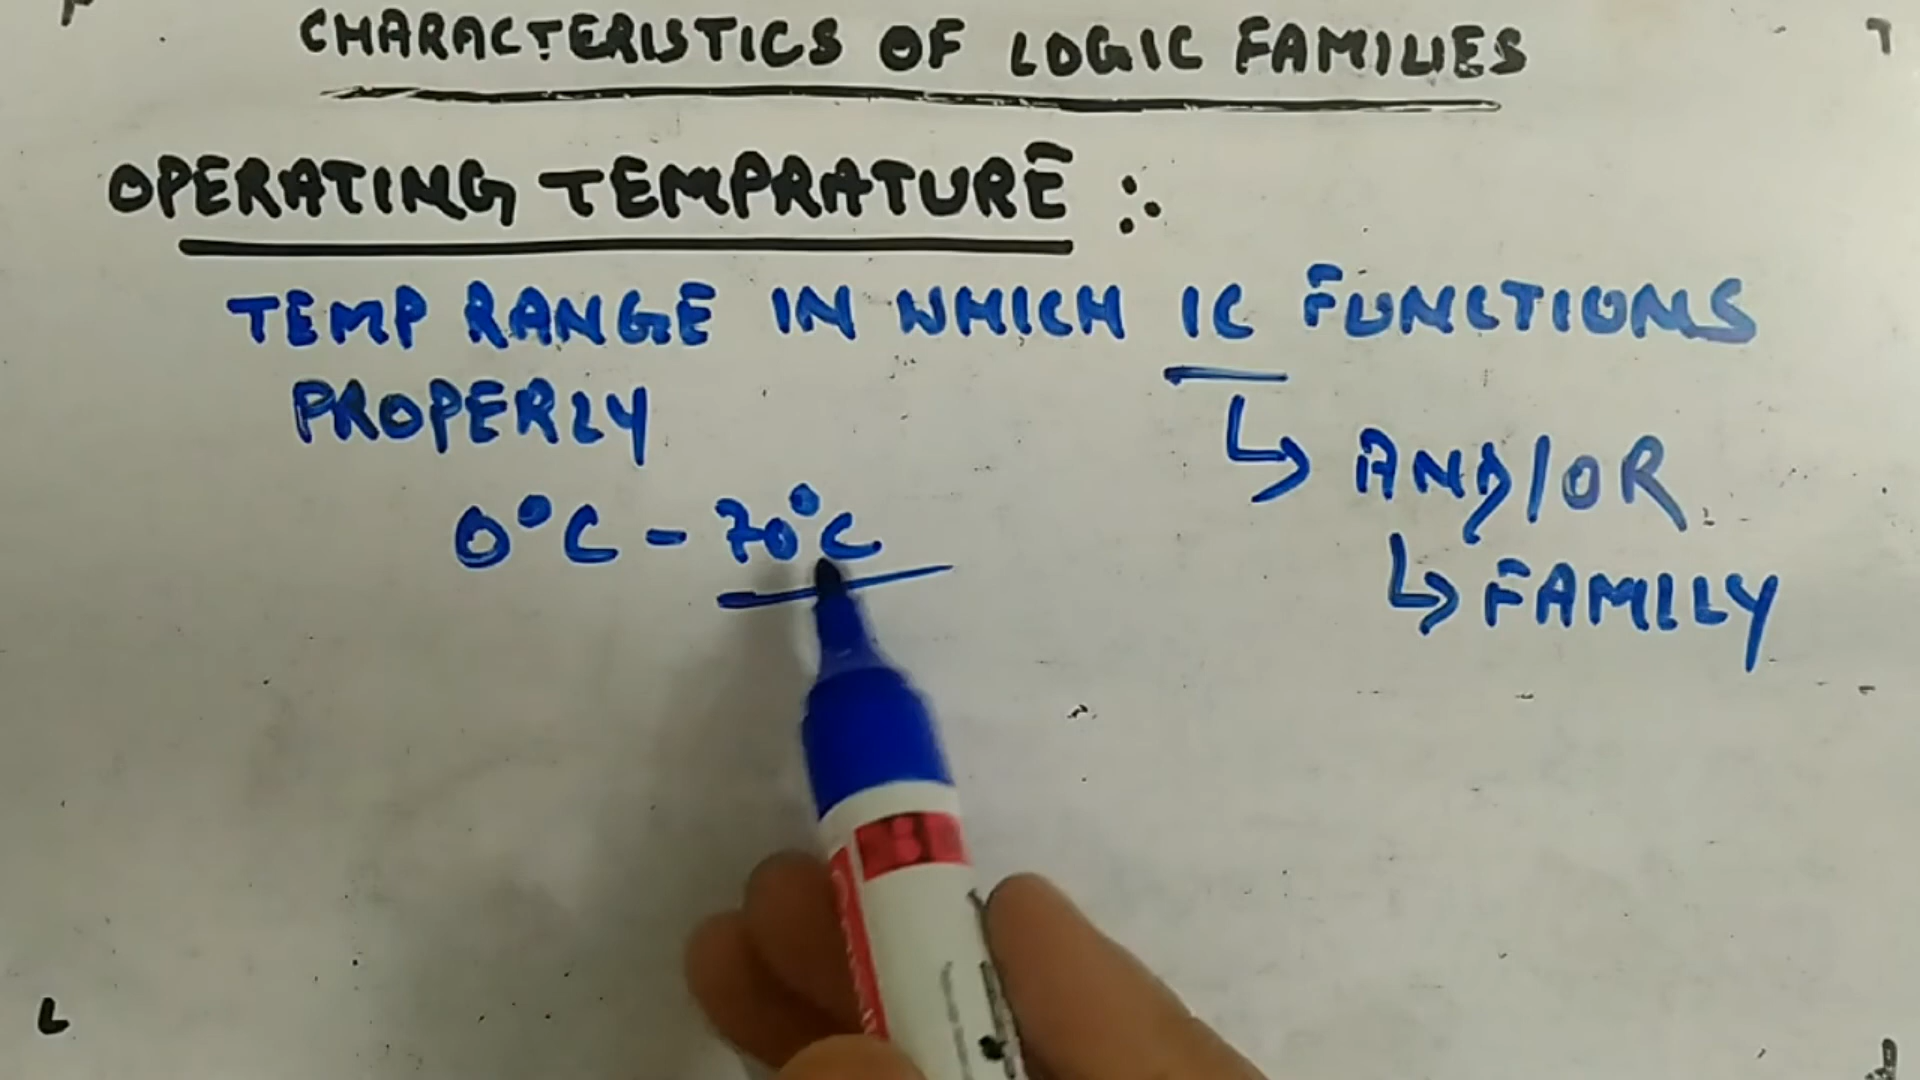 CHARACTERISTICS OF LOGIC FAMILIES
OPERATING TEMPRATURE :
TEMP RANGE IN WHICH IC FUNCTIONS
PROPERLY
↳ AND/OR
0°C - 70°C
↳ FAMILY